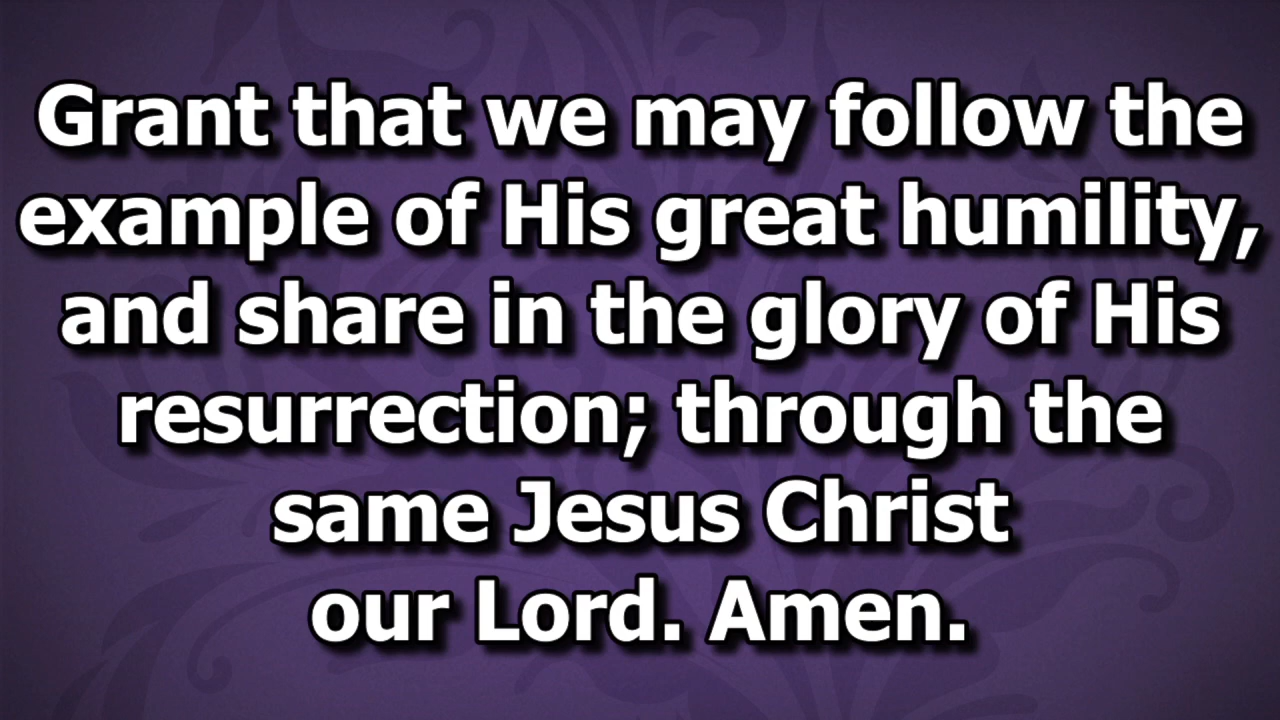 Grant that we may follow the
example of His great humility,
and share in the glory of His
resurrection; through the
same Jesus Christ
our Lord. Amen.